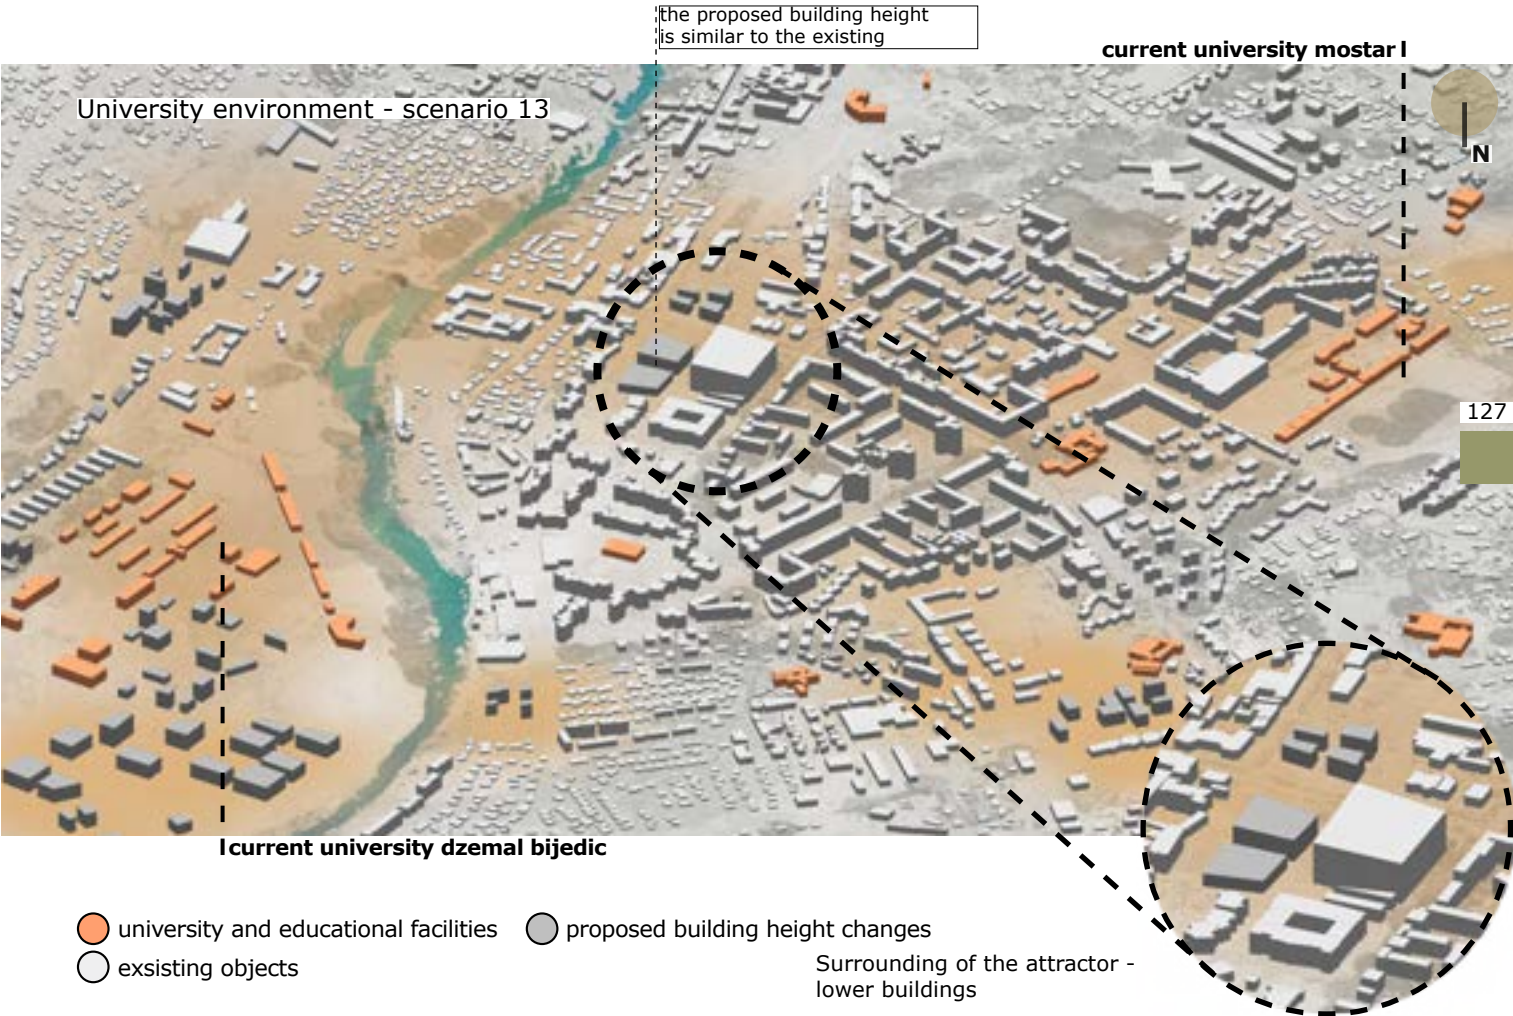 the proposed building height
is similar to the existing
current university mostar
University environment - scenario 13
N
127
current university dzemal bijedic
university and educational facilities
proposed building height changes
exsisting objects
Surrounding of the attractor -
lower buildings